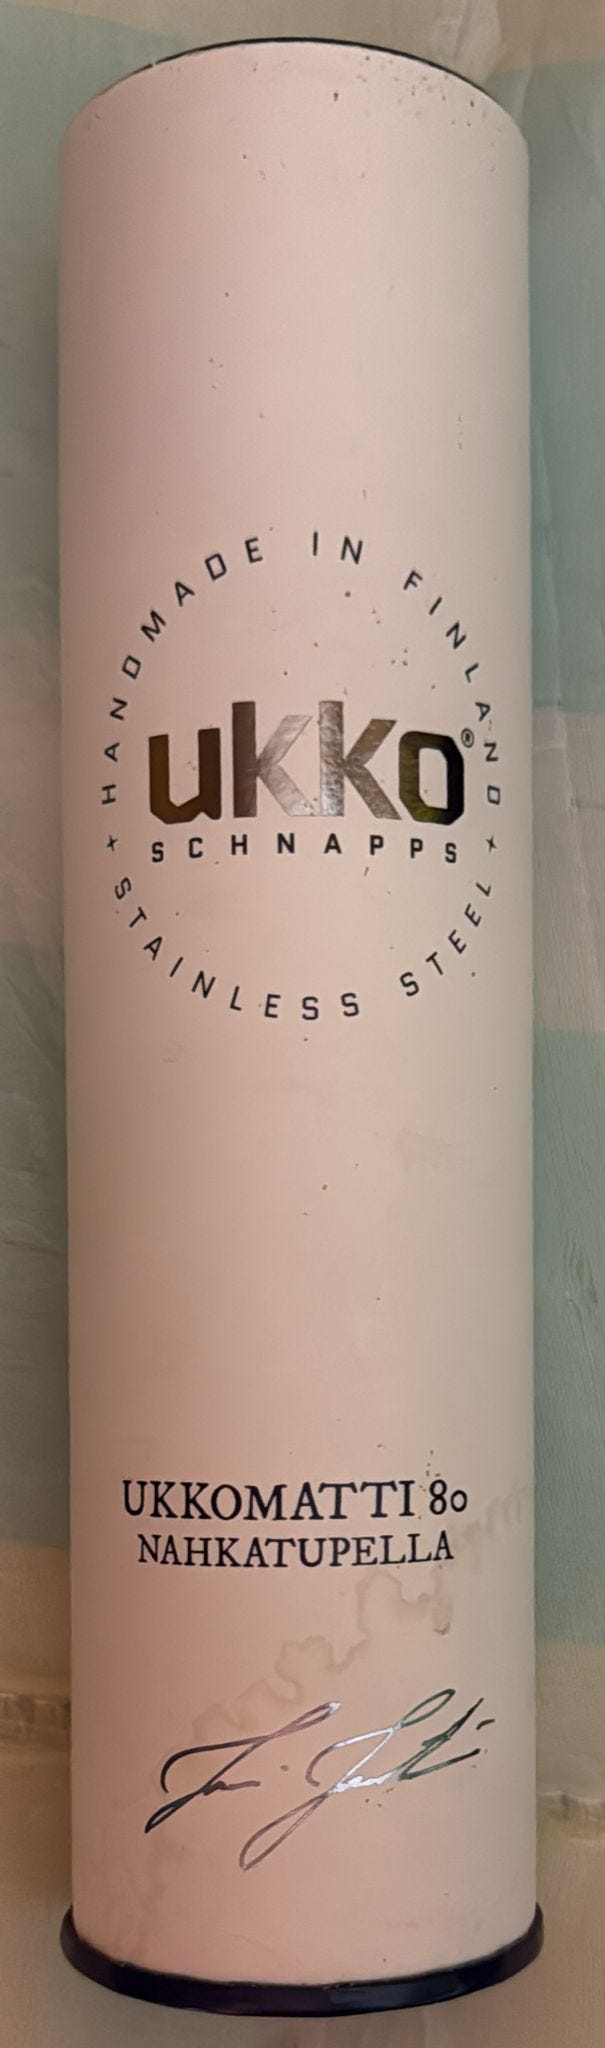 HANDMADE IN FINLAND
ukko®
SCHNAPPS
★ STAINLESS STEEL ★
UKKOMATTI 80
NAHKATUPELLA